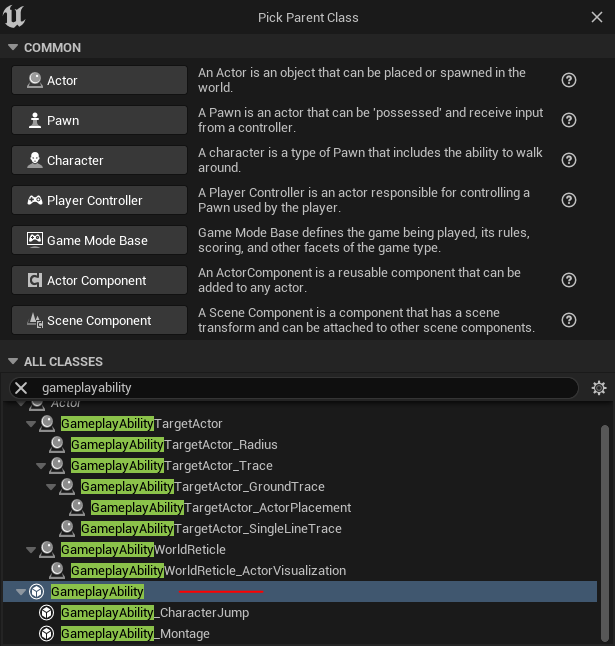 Pick Parent Class
COMMON
Actor
An Actor is an object that can be placed or spawned in the
world.
Pawn
A Pawn is an actor that can be 'possessed' and receive input
from a controller.
Character
A character is a type of Pawn that includes the ability to walk
around.
Player Controller
A Player Controller is an actor responsible for controlling a
Pawn used by the player.
Game Mode Base
Game Mode Base defines the game being played, its rules,
scoring, and other facets of the game type.
Actor Component
An ActorComponent is a reusable component that can be
added to any actor.
Scene Component
A Scene Component is a component that has a scene
transform and can be attached to other scene components.
ALL CLASSES
gameplayability
Actor
GameplayAbilityTargetActor
GameplayAbilityTargetActor_Radius
GameplayAbilityTargetActor_Trace
GameplayAbilityTargetActor_GroundTrace
GameplayAbilityTargetActor_ActorPlacement
GameplayAbilityTargetActor_SingleLineTrace
GameplayAbilityWorldReticle
GameplayAbilityWorldReticle_ActorVisualization
GameplayAbility
GameplayAbility_CharacterJump
GameplayAbility_Montage